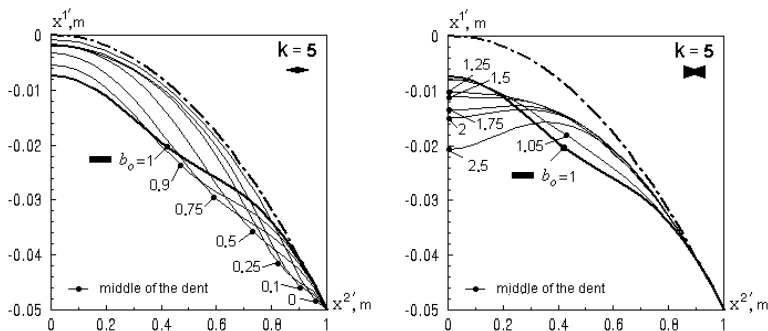 x1′,m
0
-0.01
-0.02
-0.03
-0.04
-0.05
k = 5
bo=1
0.9
0.75
0.5
0.25
0.1
0
middle of the dent
0 0.2 0.4 0.6 0.8 1
x2′, m
x1′,m
0
-0.01
-0.02
-0.03
-0.04
-0.05
k = 5
1.25
1.5
1.75
2
1.05
2.5
bo=1
middle of the dent
0 0.2 0.4 0.6 0.8 1
x2′, m